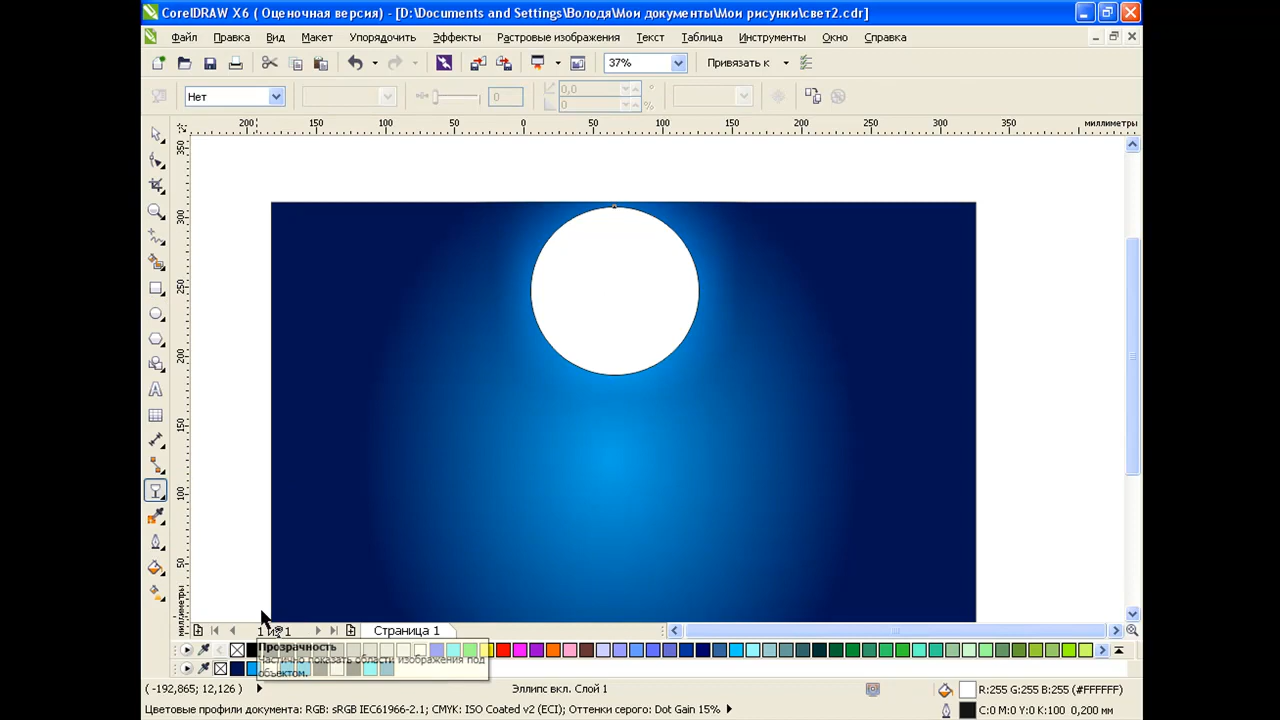 CorelDRAW X6 ( Оценочная версия) - [D:\Documents and Settings\Володя\Мои документы\Мои рисунки\свет2.cdr]
Файл Правка Вид Макет Упорядочить Эффекты Растровые изображения Текст Таблица Инструменты Окно Справка
37% Привязать к
Нет 0 0,0 ° 0 %
200 150 100 50 0 50 100 150 200 250 300 350 миллиметры
350
300
250
200
150
100
50
миллиметры
1 из 1 Страница 1
Прозрачность
Частично показать области изображения под
объектом.
( -192,865; 12,126 ) Эллипс вкл. Слой 1 R:255 G:255 B:255 (#FFFFFF)
Цветовые профили документа: RGB: sRGB IEC61966-2.1; CMYK: ISO Coated v2 (ECI); Оттенки серого: Dot Gain 15% C:0 M:0 Y:0 K:100 0,200 mm